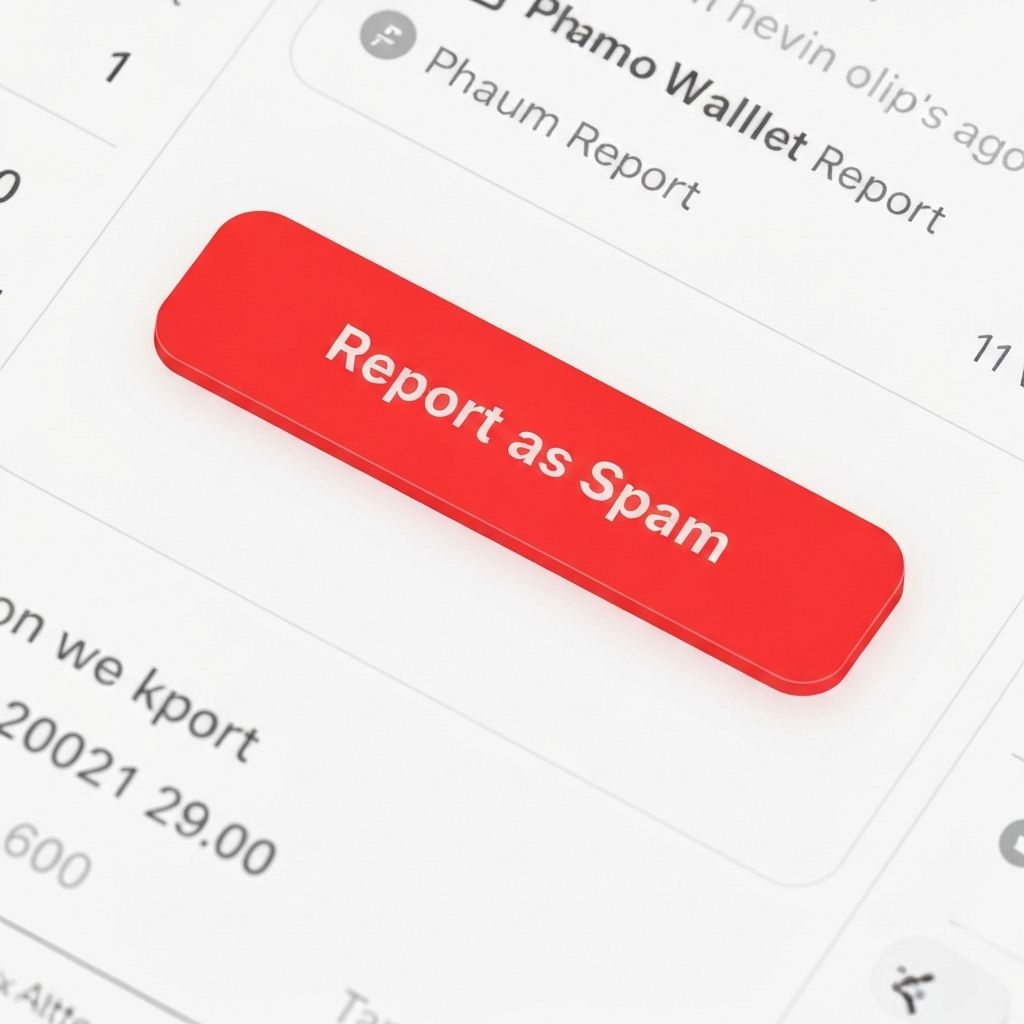 1
hevin olip's ago
Phamo Walllet Report
Phaum Report
0
11
Report as Spam
on we kport
20021 29.00
600